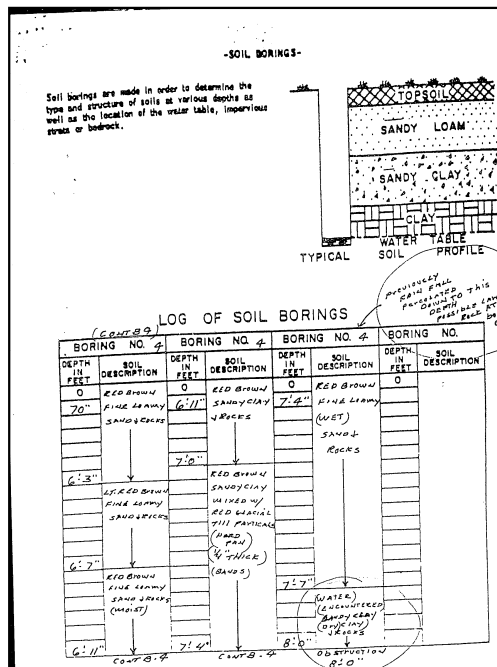 -SOIL BORINGS-
Soil borings are made in order to determine the
type and structure of soils at various depths as
well as the location of the water table, impervious
strata or bedrock.
TOPSOIL
SANDY LOAM
SANDY CLAY
CLAY
WATER TABLE
TYPICAL SOIL PROFILE
PREVIOUSLY
RAIN FALL
PERCOLATED
DOWN TO THIS
DEPTH
POSSIBLE
ROCK AT
LOG OF SOIL BORINGS
(CONT B4)
BORING NO. 4
DEPTH IN FEET
SOIL DESCRIPTION
0
70"
RED BROWN
FINE LOAMY
SAND & ROCKS
6'3"
LT. RED BROWN
FINE LOAMY
SAND & ROCKS
6'7"
RED BROWN
FINE LOAMY
SAND & ROCKS
(MOIST)
6'11"
CONT B-4
BORING NO. 4
DEPTH IN FEET
SOIL DESCRIPTION
0
6'11"
RED BROWN
SANDY CLAY
& ROCKS
7'0"
RED BROWN
SANDY CLAY
MIXED W/
RED GLACIAL
TILL PARTICALS
(HARD
PAN)
(1/4" THICK)
(BANDS)
7'4"
CONT B-4
BORING NO. 4
DEPTH IN FEET
SOIL DESCRIPTION
0
7'4"
RED BROWN
FINE LOAMY
(WET)
SAND &
ROCKS
7'7"
(WATER)
(ENCOUNTERED)
SANDY CLAY
(DRY) CLAY
& ROCKS
8'0"
OBSTRUCTION
8'0"
BORING NO.
DEPTH IN FEET
SOIL DESCRIPTION
0